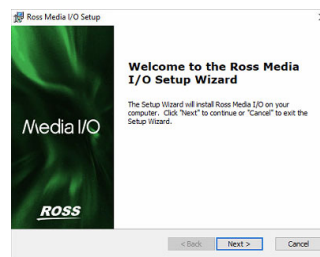 Ross Media I/O Setup
Welcome to the Ross Media
I/O Setup Wizard
The Setup Wizard will install Ross Media I/O on your
computer. Click "Next" to continue or "Cancel" to exit the
Setup Wizard.
Media I/O
ROSS
< Back
Next >
Cancel